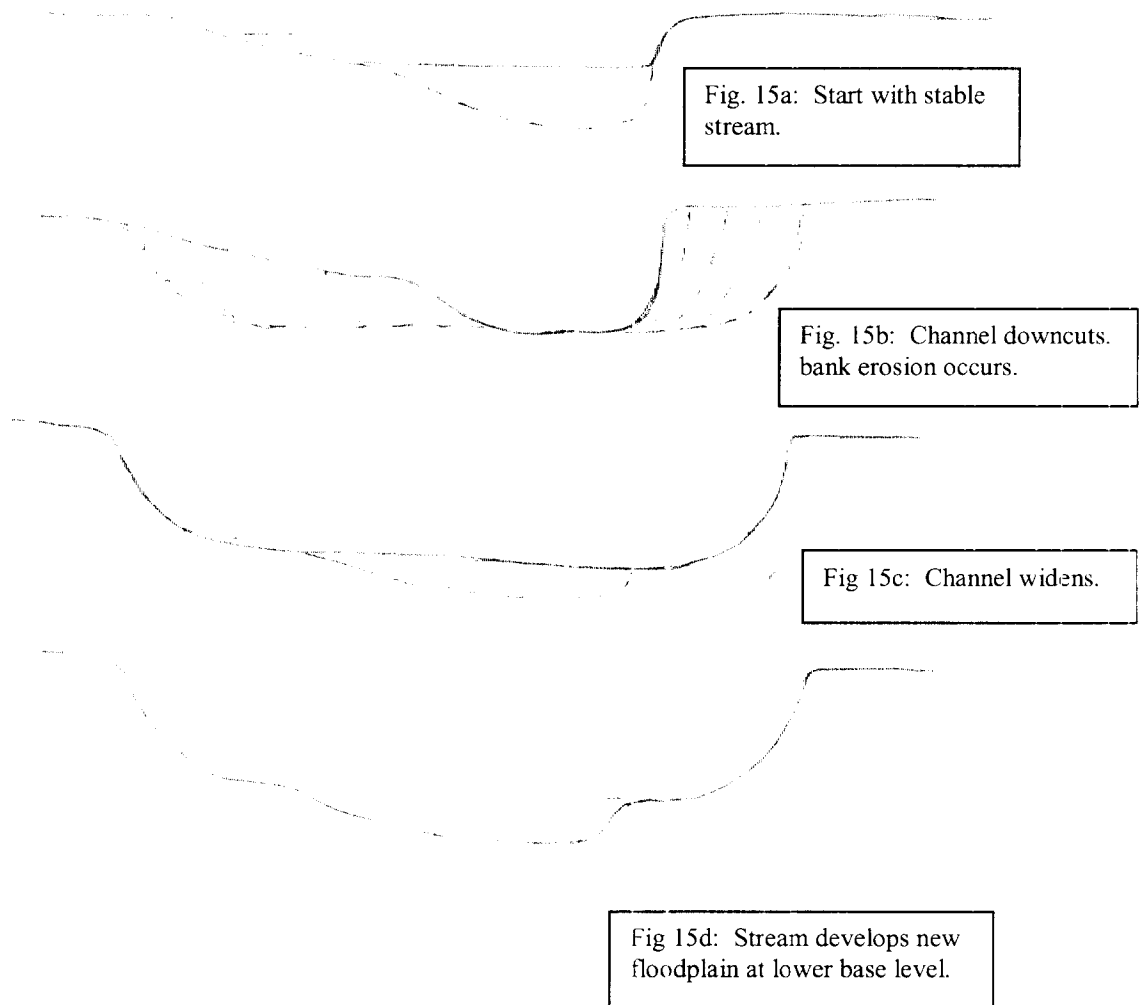 Fig. 15a: Start with stable
stream.
Fig. 15b: Channel downcuts.
bank erosion occurs.
Fig 15c: Channel widens.
Fig 15d: Stream develops new
floodplain at lower base level.